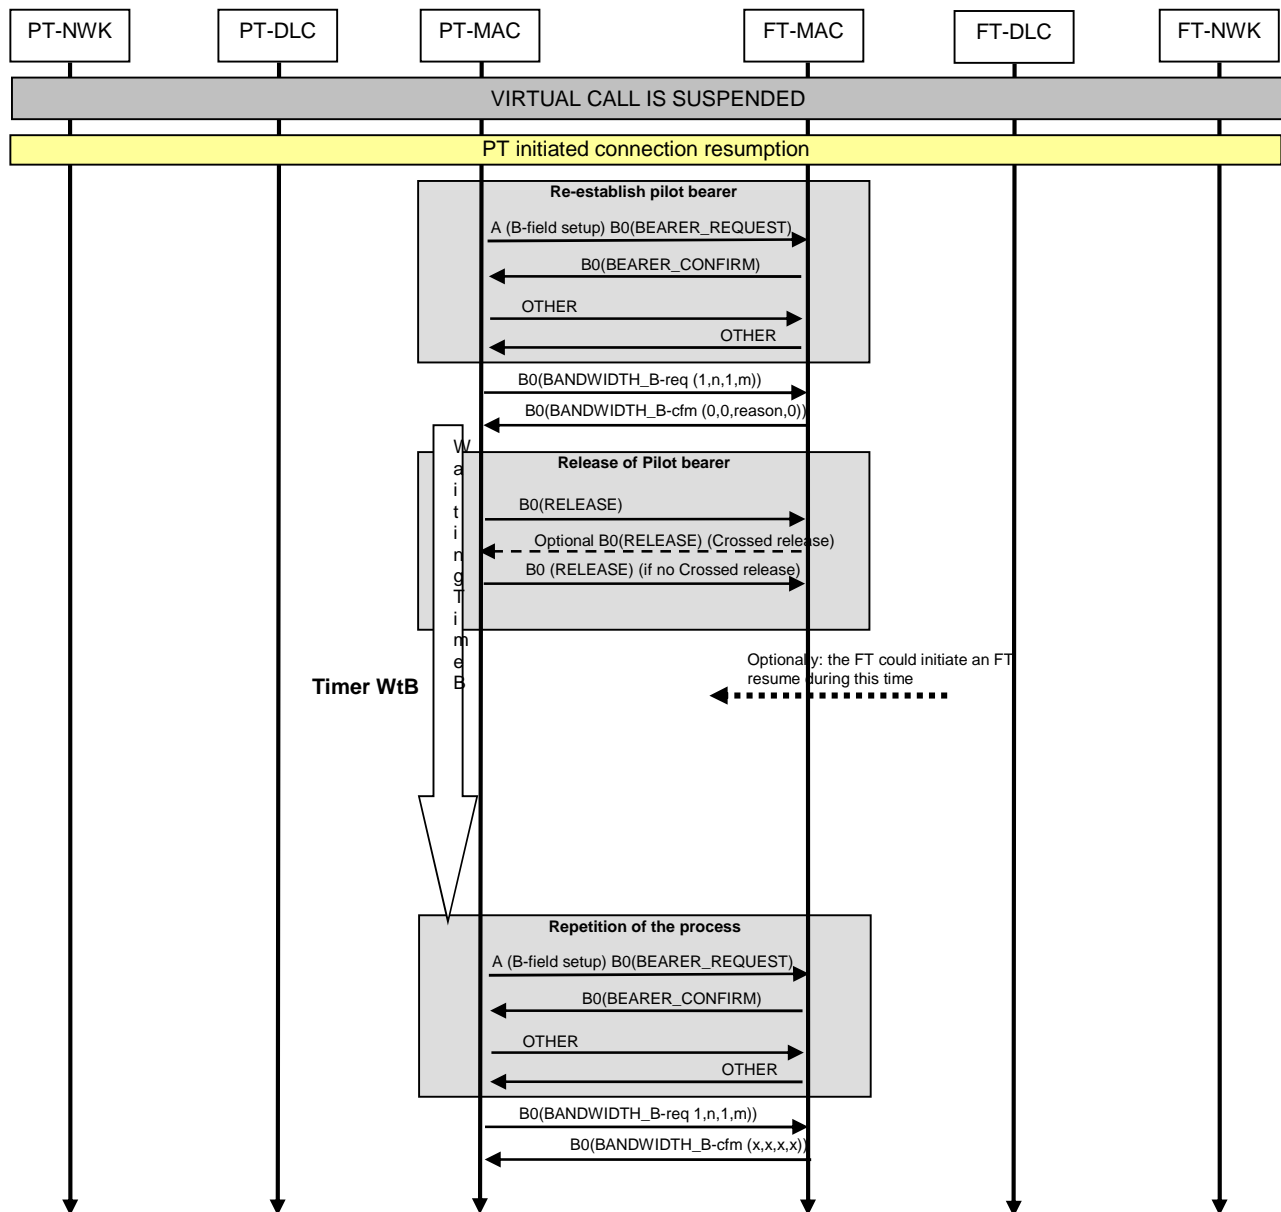 PT-NWK
PT-DLC
PT-MAC
FT-MAC
FT-DLC
FT-NWK
VIRTUAL CALL IS SUSPENDED
PT initiated connection resumption
Re-establish pilot bearer
A (B-field setup) B0(BEARER_REQUEST)
B0(BEARER_CONFIRM)
OTHER
OTHER
B0(BANDWIDTH_B-req (1,n,1,m))
B0(BANDWIDTH_B-cfm (0,0,reason,0))
WaitingTimeB
Release of Pilot bearer
B0(RELEASE)
Optional B0(RELEASE) (Crossed release)
B0 (RELEASE) (if no Crossed release)
Timer WtB
Optionally: the FT could initiate an FT
resume during this time
Repetition of the process
A (B-field setup) B0(BEARER_REQUEST)
B0(BEARER_CONFIRM)
OTHER
OTHER
B0(BANDWIDTH_B-req 1,n,1,m))
B0(BANDWIDTH_B-cfm (x,x,x,x))